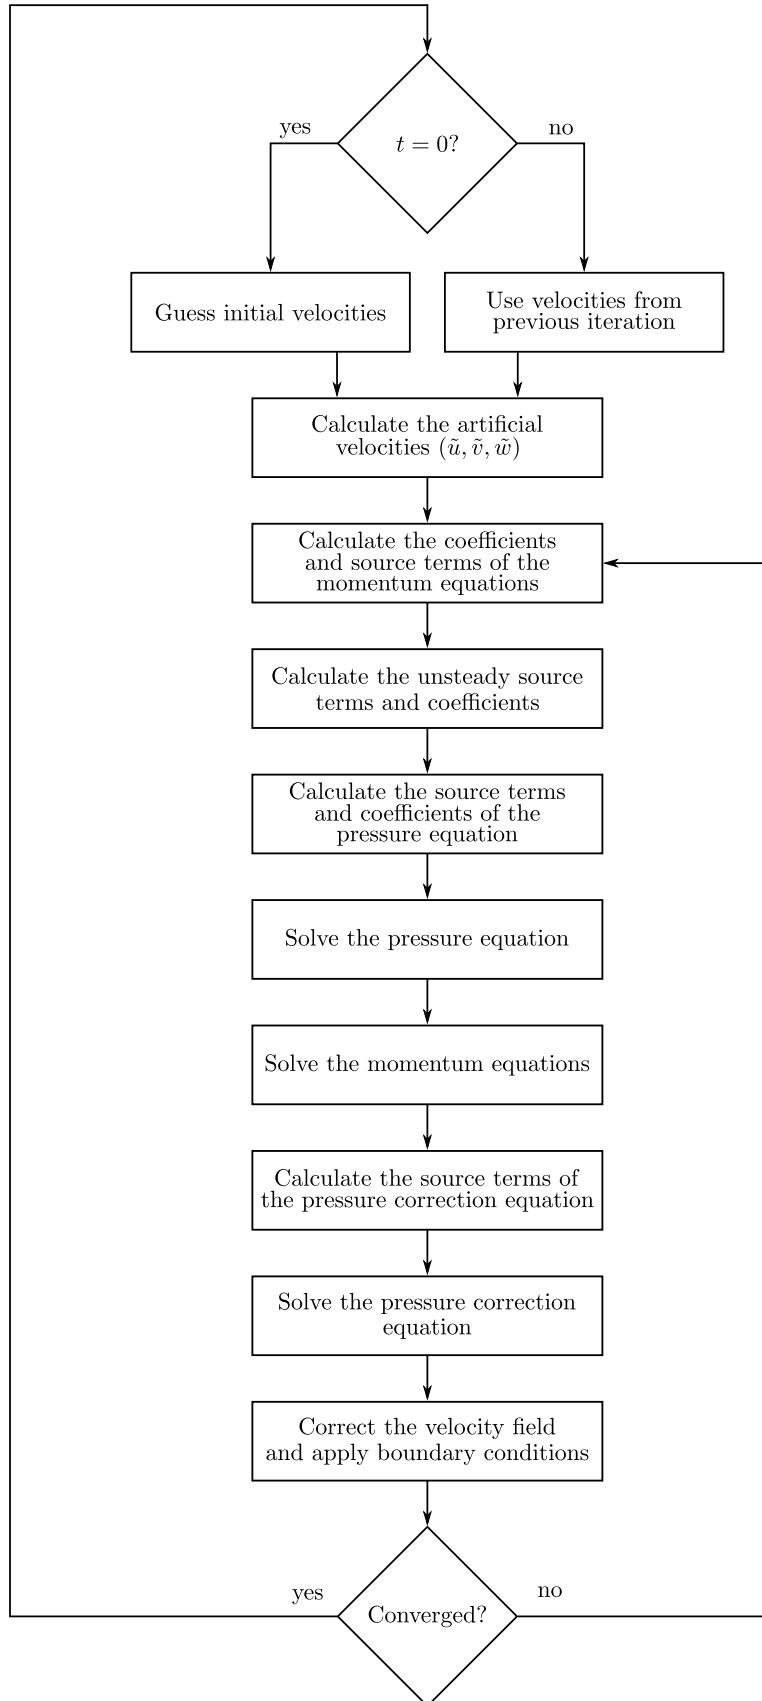 t = 0?
yes
no
Guess initial velocities
Use velocities from
previous iteration
Calculate the artificial
velocities (ũ, ṽ, w̃)
Calculate the coefficients
and source terms of the
momentum equations
Calculate the unsteady source
terms and coefficients
Calculate the source terms
and coefficients of the
pressure equation
Solve the pressure equation
Solve the momentum equations
Calculate the source terms of
the pressure correction equation
Solve the pressure correction
equation
Correct the velocity field
and apply boundary conditions
Converged?
yes
no